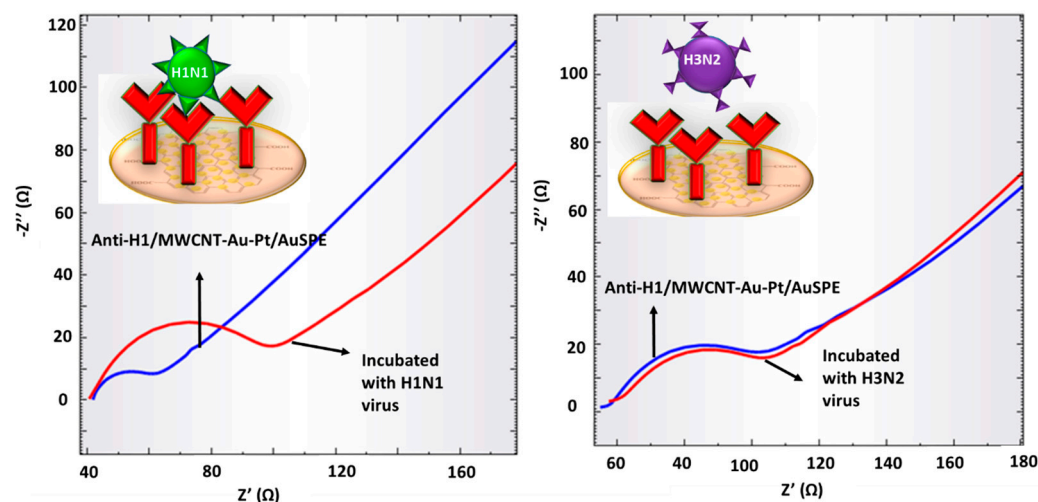 120
100
80
60
40
20
0
-Z'' (Ω)
H1N1
Anti-H1/MWCNT-Au-Pt/AuSPE
Incubated
with H1N1
virus
40
80
120
160
Z' (Ω)
100
80
60
40
20
0
-Z'' (Ω)
H3N2
Anti-H1/MWCNT-Au-Pt/AuSPE
Incubated
with H3N2
virus
60
40
100
120
140
160
180
Z' (Ω)